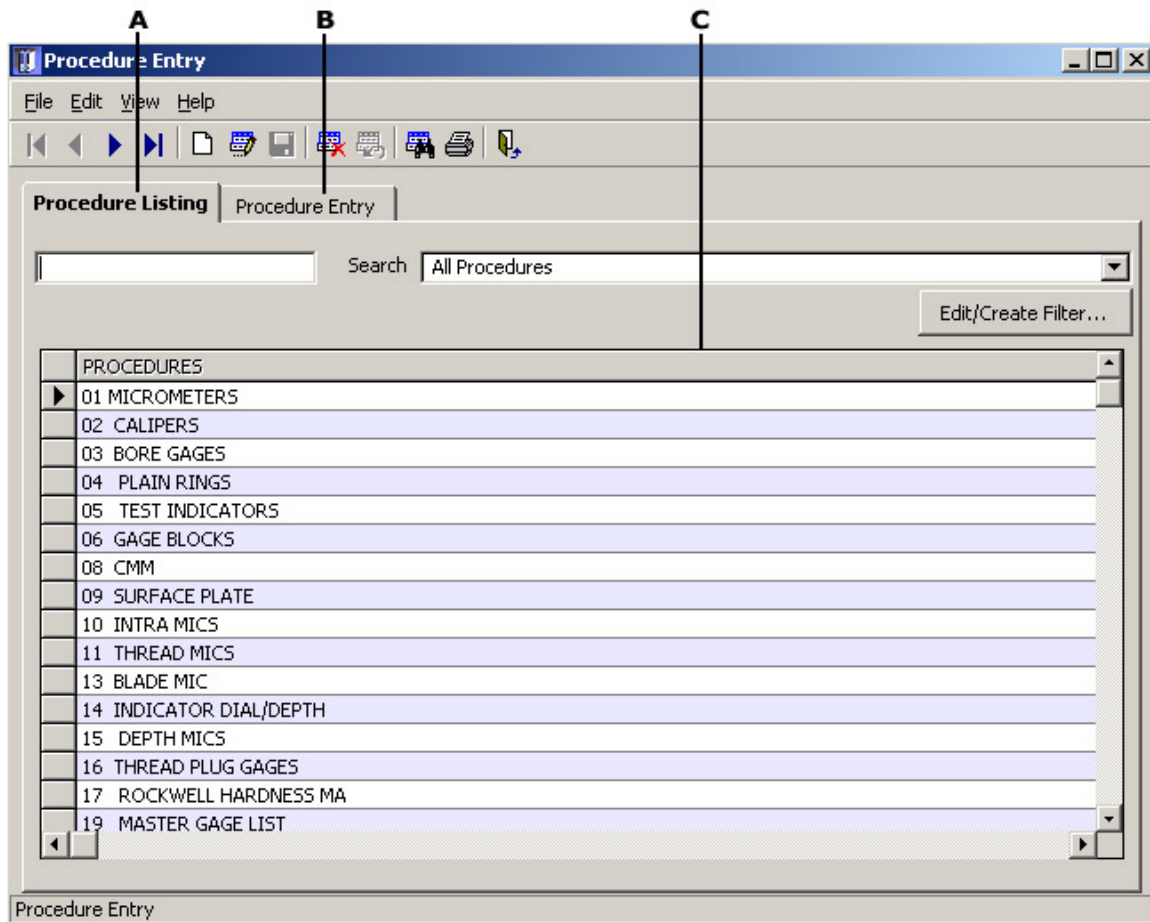 A B C
Procedure Entry
File Edit View Help
Procedure Listing Procedure Entry
Search All Procedures
Edit/Create Filter...
PROCEDURES
01 MICROMETERS
02 CALIPERS
03 BORE GAGES
04 PLAIN RINGS
05 TEST INDICATORS
06 GAGE BLOCKS
08 CMM
09 SURFACE PLATE
10 INTRA MICS
11 THREAD MICS
13 BLADE MIC
14 INDICATOR DIAL/DEPTH
15 DEPTH MICS
16 THREAD PLUG GAGES
17 ROCKWELL HARDNESS MA
19 MASTER GAGE LIST
Procedure Entry